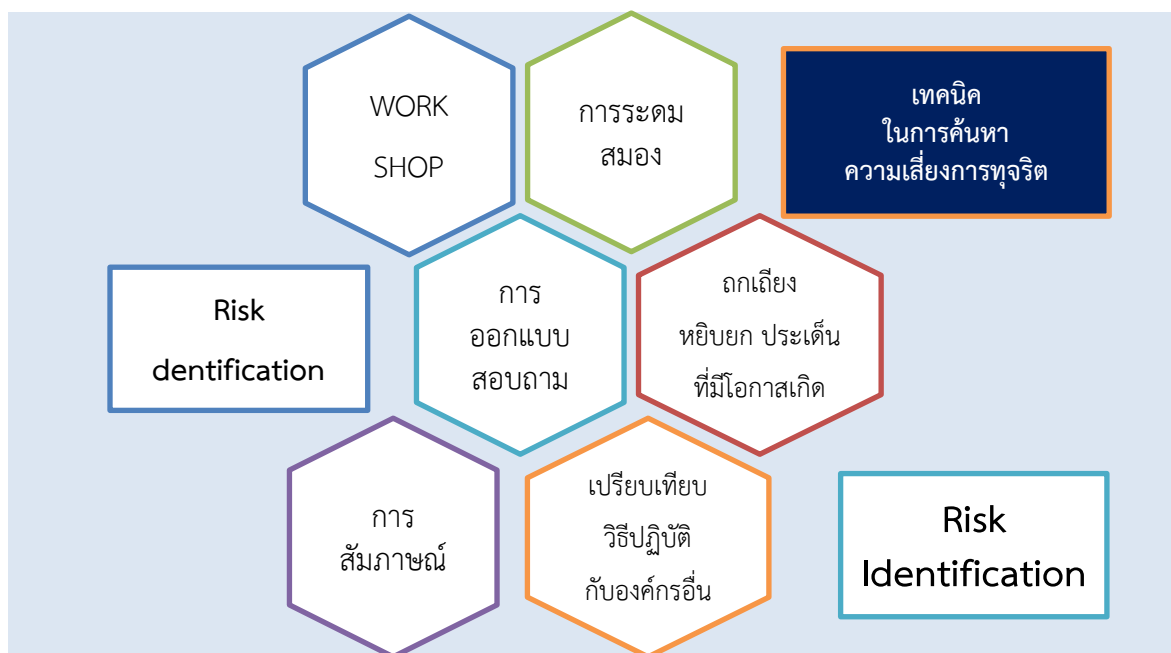 WORK
SHOP
การระดม
สมอง
เทคนิค
ในการค้นหา
ความเสี่ยงการทุจริต
Risk
dentification
การ
ออกแบบ
สอบถาม
ถกเถียง
หยิบยก ประเด็น
ที่มีโอกาสเกิด
การ
สัมภาษณ์
เปรียบเทียบ
วิธีปฏิบัติ
กับองค์กรอื่น
Risk
Identification